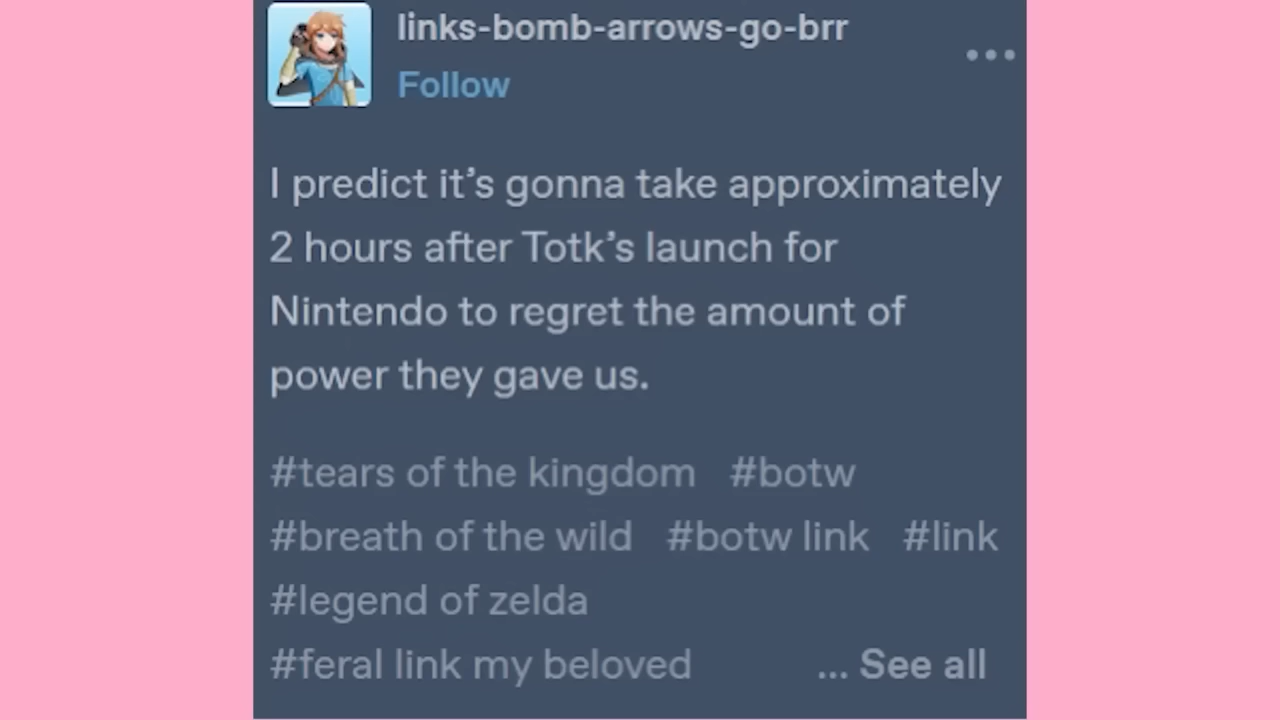 links-bomb-arrows-go-brr
Follow
I predict it’s gonna take approximately
2 hours after Totk’s launch for
Nintendo to regret the amount of
power they gave us.
#tears of the kingdom #botw
#breath of the wild #botw link #link
#legend of zelda
#feral link my beloved ... See all